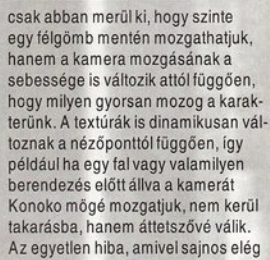 csak abban merül ki, hogy szinte
egy félgömb mentén mozgathatjuk,
hanem a kamera mozgásának a
sebessége is változik attól függően,
hogy milyen gyorsan mozog a karak-
terünk. A textúrák is dinamikusan vál-
toznak a nézőponttól függően, így
például ha egy fal vagy valamilyen
berendezés előtt állva a kamerát
Konoko mögé mozgatjuk, nem kerül
takarásba, hanem áttetszővé válik.
Az egyetlen hiba, amivel sajnos elég